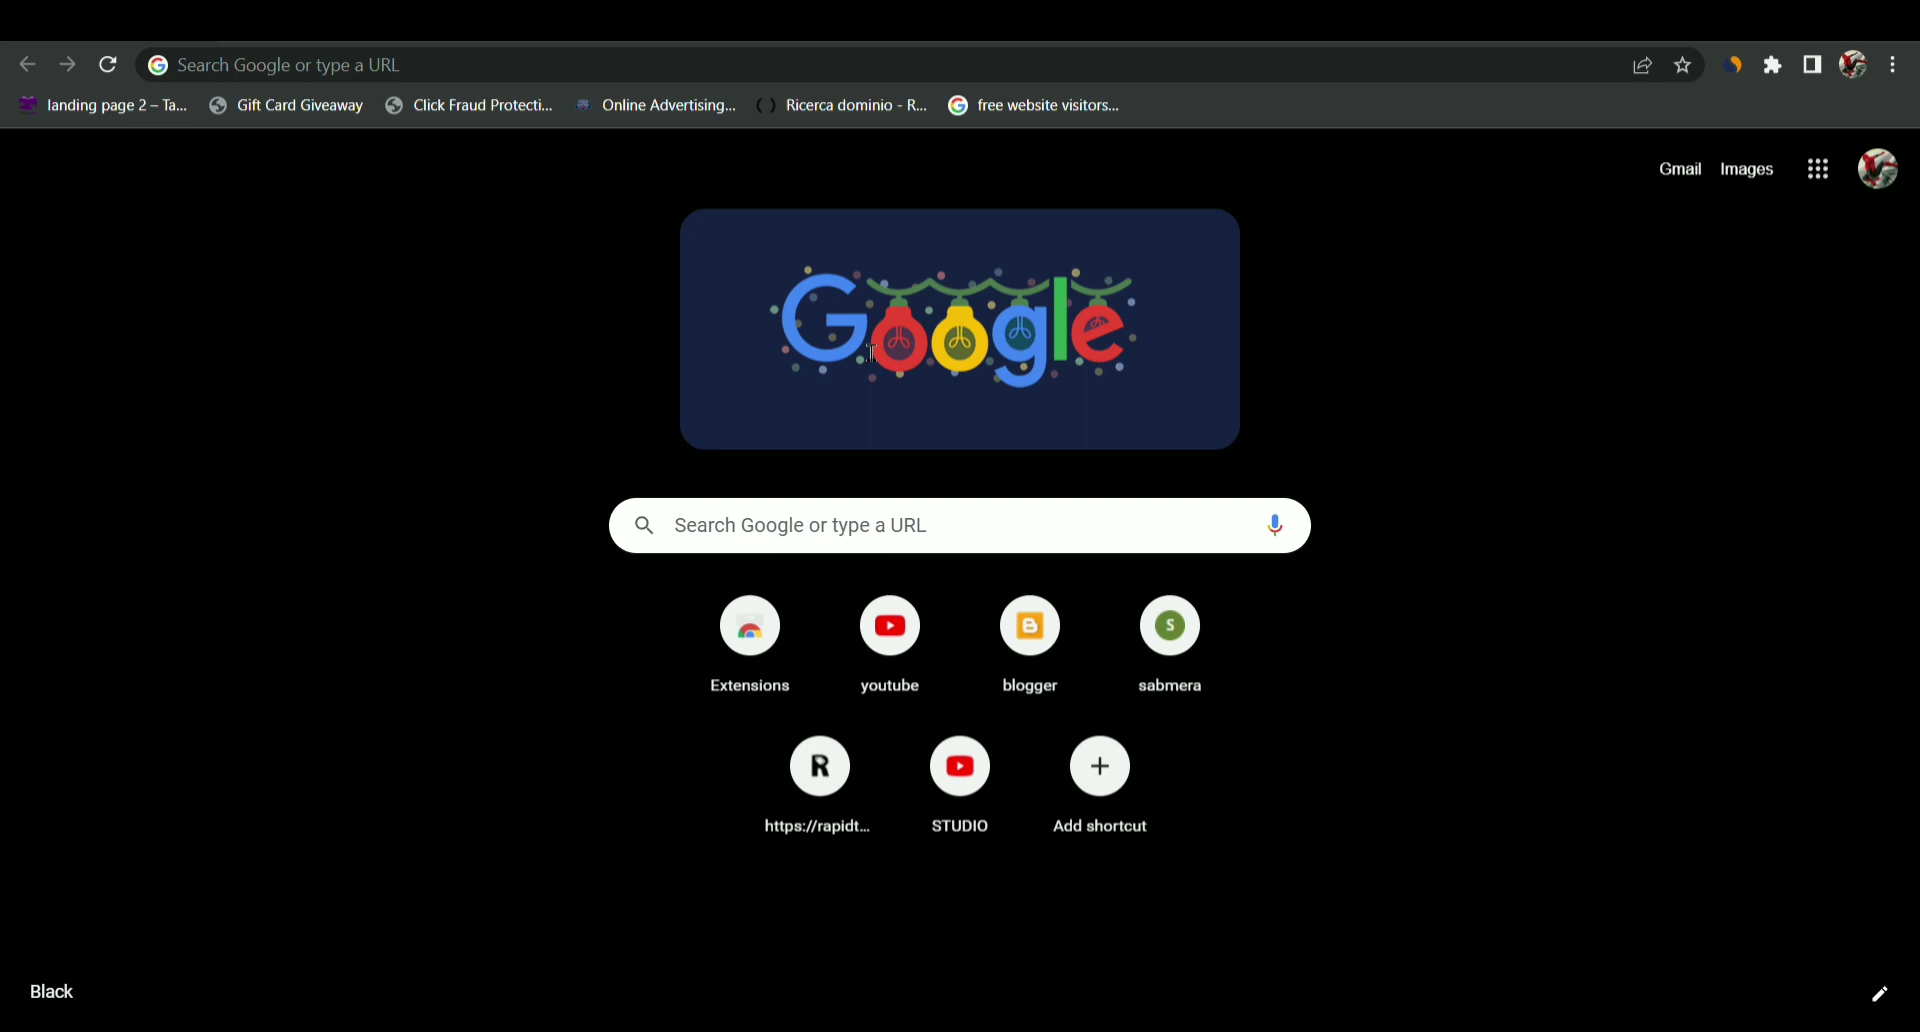 Search Google or type a URL
landing page 2 – Ta... Gift Card Giveaway Click Fraud Protecti... Online Advertising... Ricerca dominio - R... free website visitors...
Gmail Images
Google
Search Google or type a URL
Extensions youtube blogger S sabmera
R https://rapidt... STUDIO Add shortcut
Black